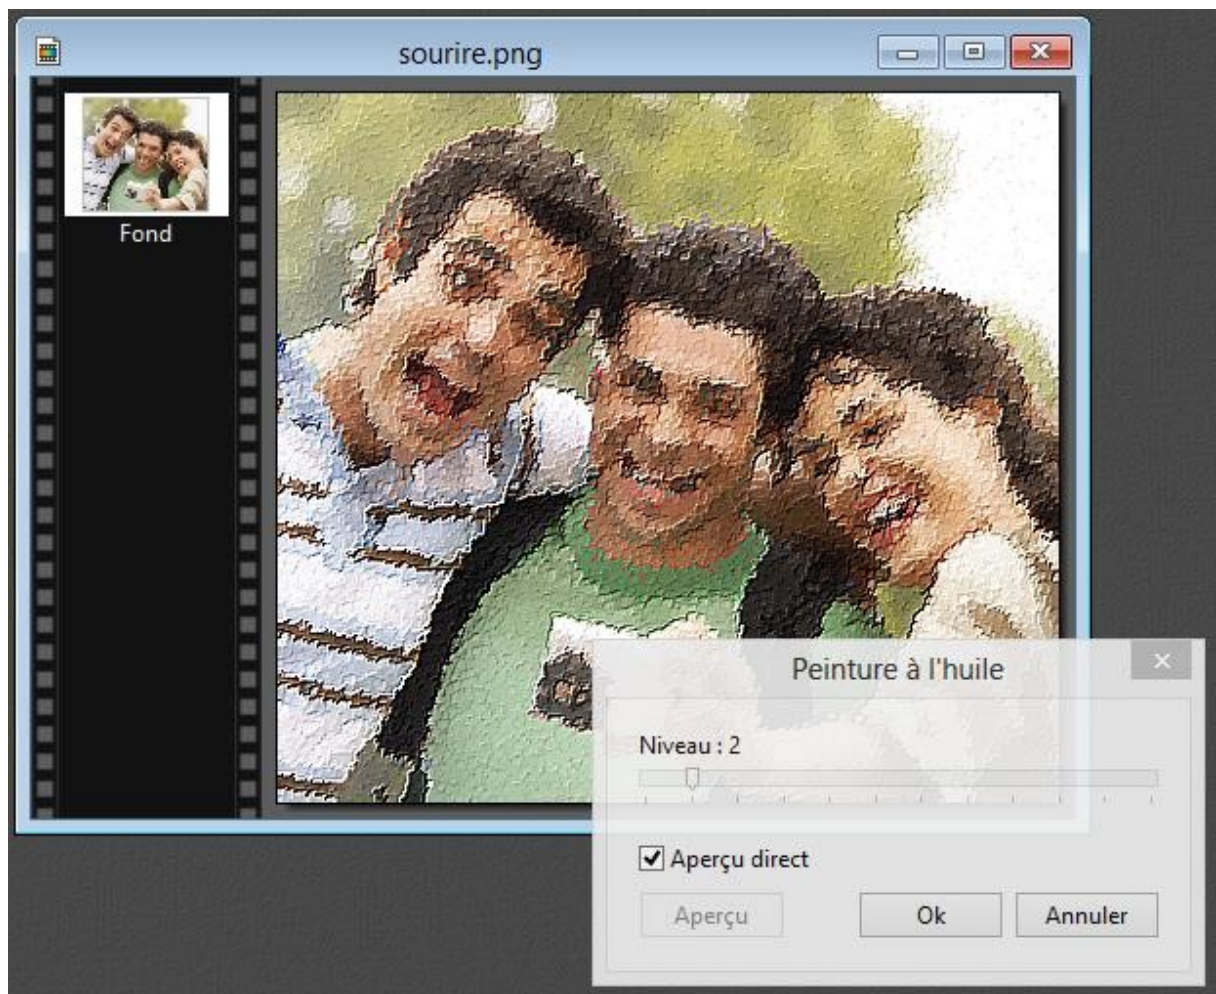 sourire.png
Fond
Peinture à l'huile
Niveau : 2
Aperçu direct
Aperçu
Ok
Annuler